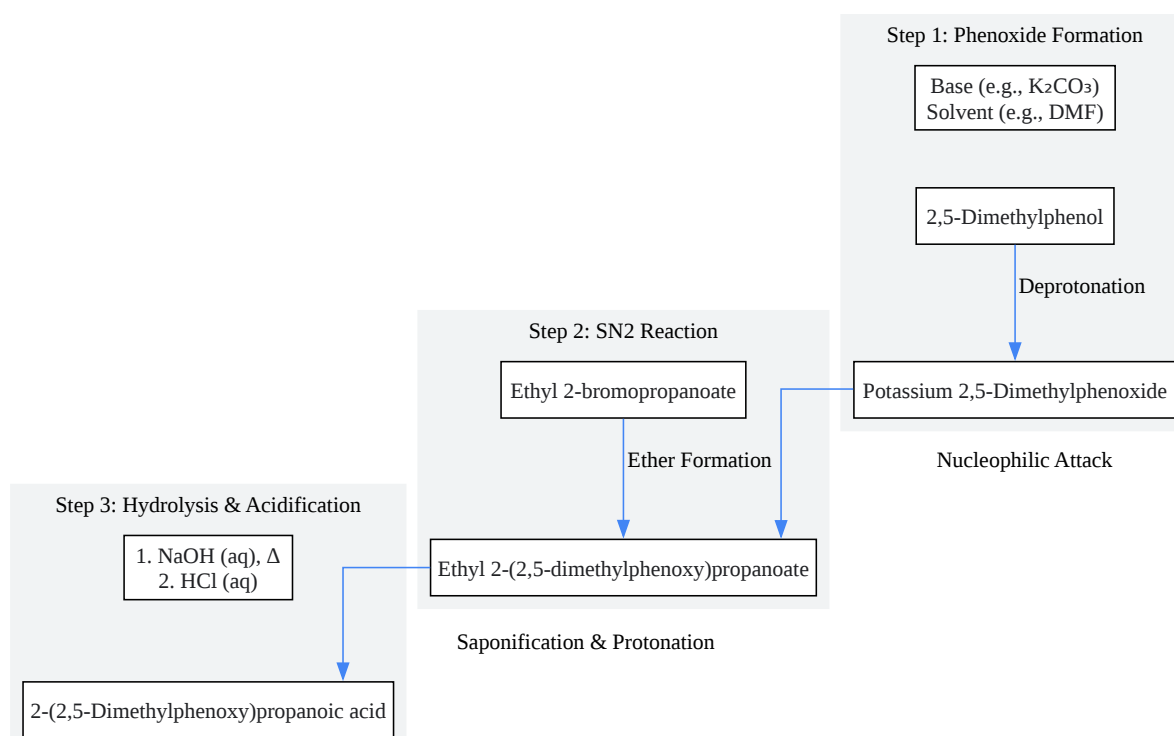 Step 1: Phenoxide Formation
Base (e.g., K₂CO₃)
Solvent (e.g., DMF)
2,5-Dimethylphenol
Deprotonation
Potassium 2,5-Dimethylphenoxide
Nucleophilic Attack
Step 2: SN2 Reaction
Ethyl 2-bromopropanoate
Ether Formation
Ethyl 2-(2,5-dimethylphenoxy)propanoate
Saponification & Protonation
Step 3: Hydrolysis & Acidification
1. NaOH (aq), Δ
2. HCl (aq)
2-(2,5-Dimethylphenoxy)propanoic acid